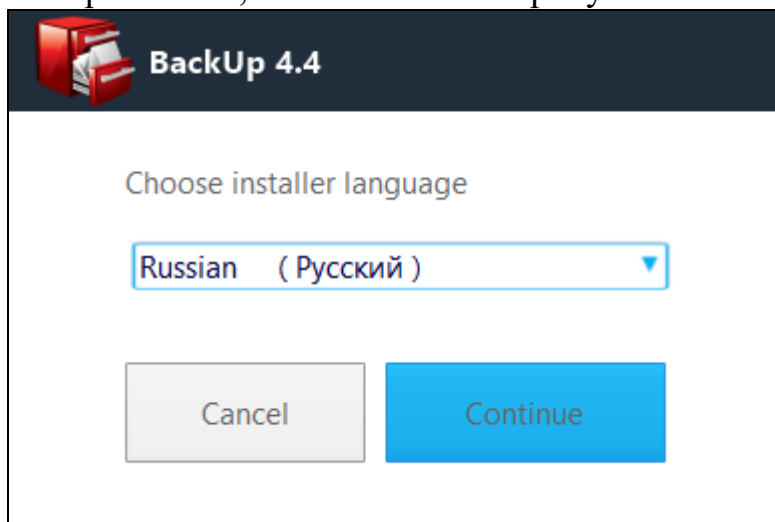 BackUp 4.4
Choose installer language
Russian ( Русский )
Cancel
Continue